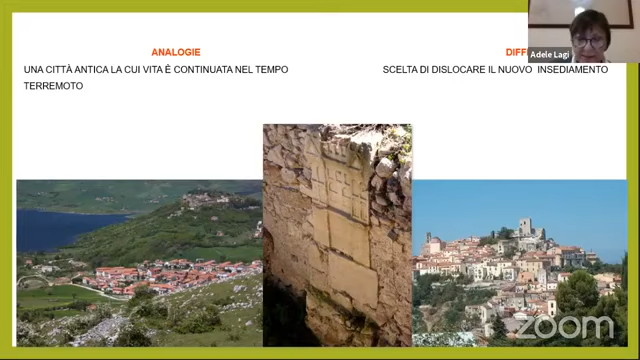 ANALOGIE
DIFF
UNA CITTÀ ANTICA LA CUI VITA È CONTINUATA NEL TEMPO
SCELTA DI DISLOCARE IL NUOVO INSEDIAMENTO
TERREMOTO
Adele Lagi
zoom